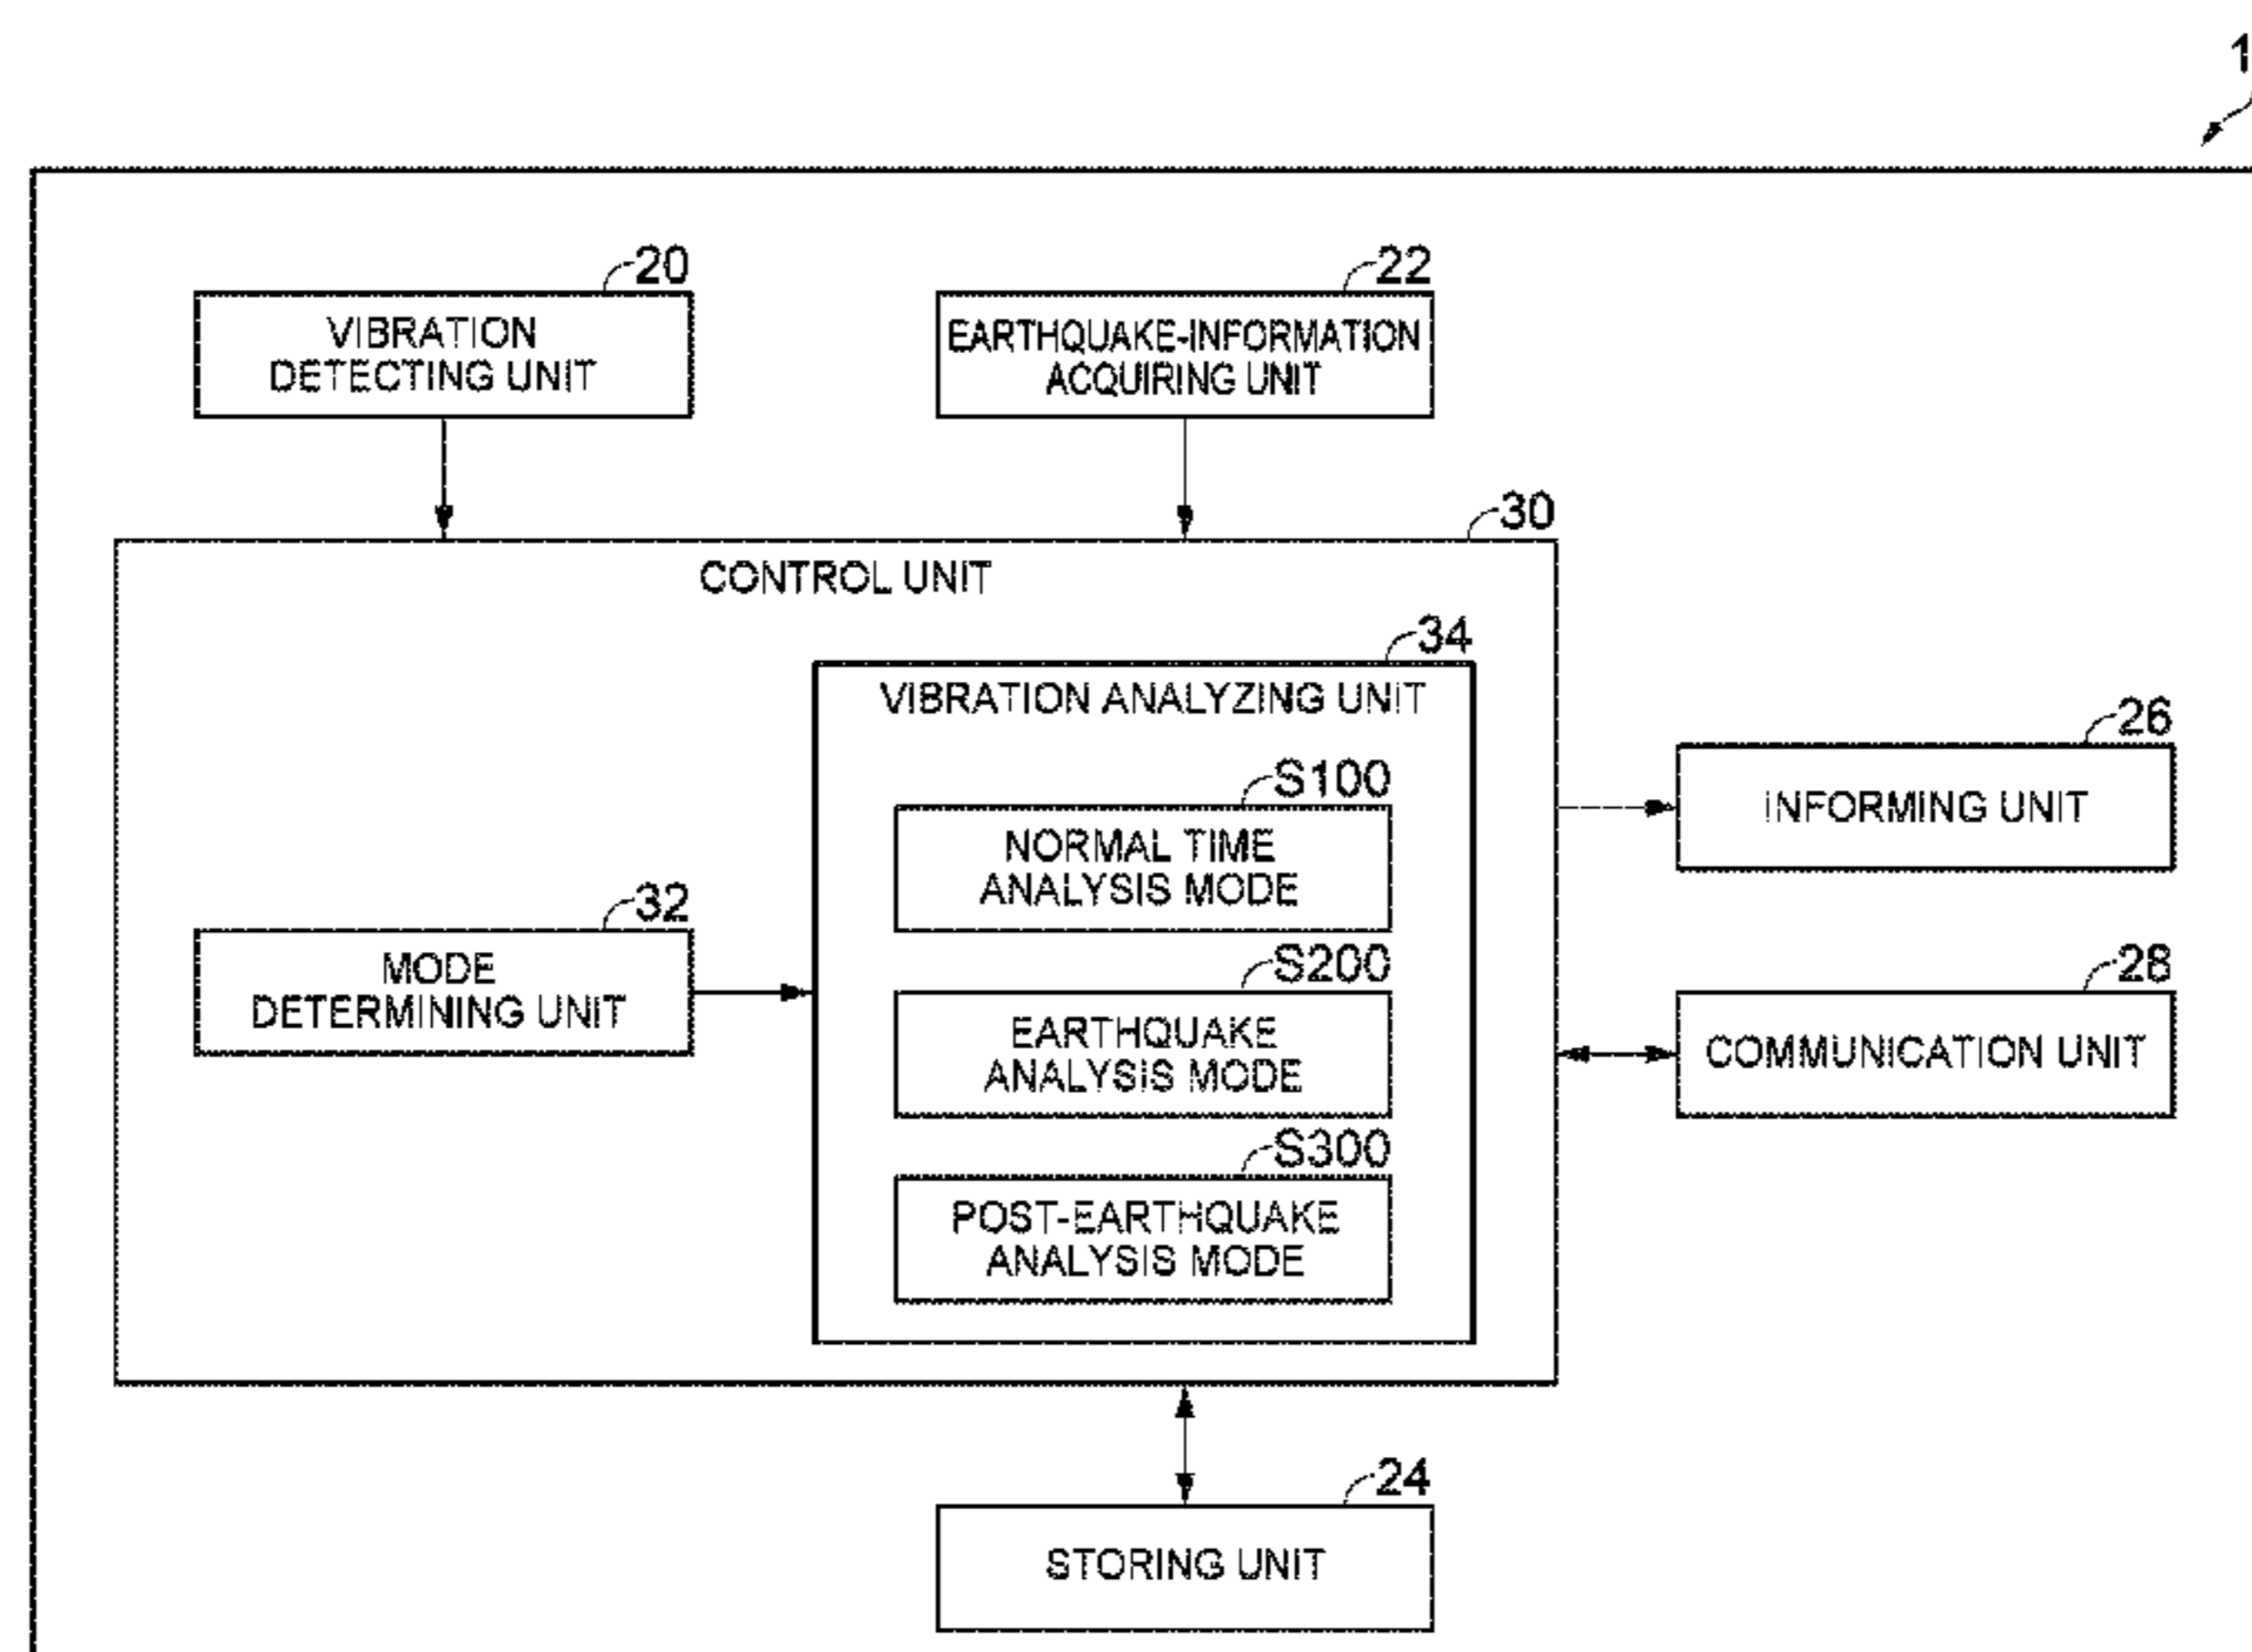 1
20
VIBRATION
DETECTING UNIT
22
EARTHQUAKE-INFORMATION
ACQUIRING UNIT
30
CONTROL UNIT
34
VIBRATION ANALYZING UNIT
S100
NORMAL TIME
ANALYSIS MODE
26
INFORMING UNIT
32
MODE
DETERMINING UNIT
S200
EARTHQUAKE
ANALYSIS MODE
28
COMMUNICATION UNIT
S300
POST-EARTHQUAKE
ANALYSIS MODE
24
STORING UNIT